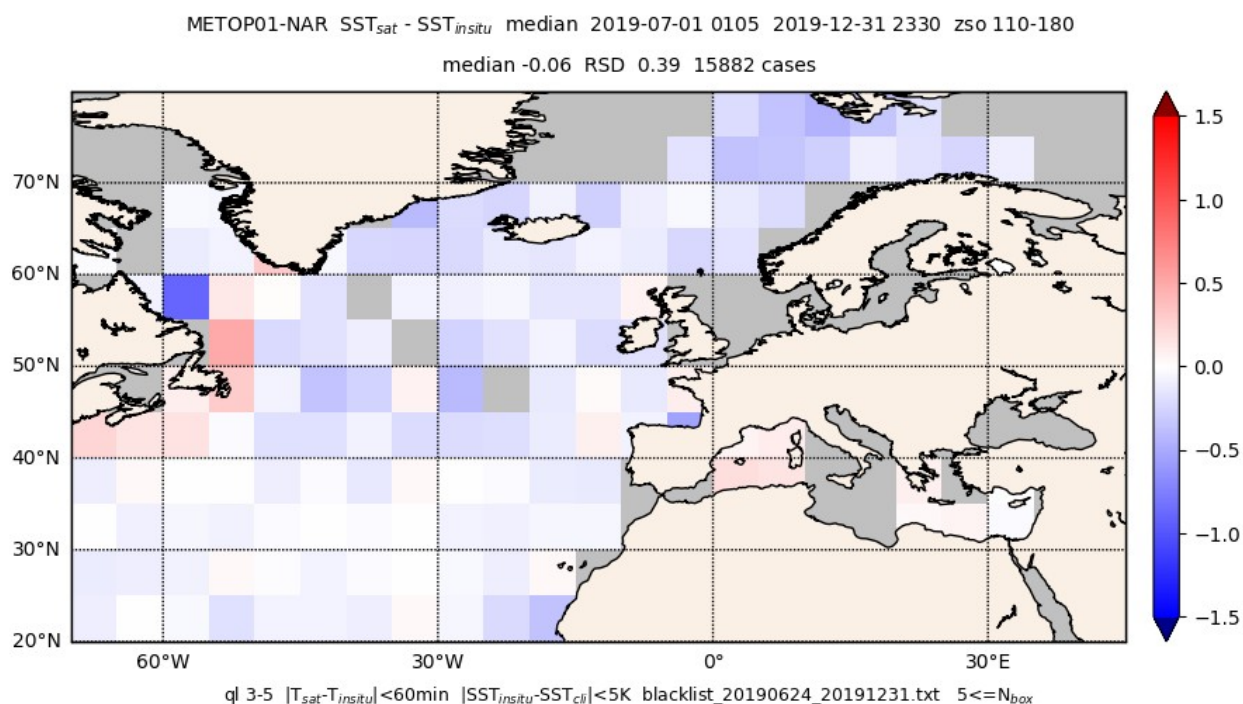 METOP01-NAR SST_sat - SST_insitu median 2019-07-01 0105 2019-12-31 2330 zso 110-180
median -0.06 RSD 0.39 15882 cases
70°N
60°N
50°N
40°N
30°N
20°N
60°W 30°W 0° 30°E
1.5
1.0
0.5
0.0
−0.5
−1.0
−1.5
ql 3-5 |T_sat-T_insitu|<60min |SST_insitu-SST_cli|<5K blacklist_20190624_20191231.txt 5<=N_box